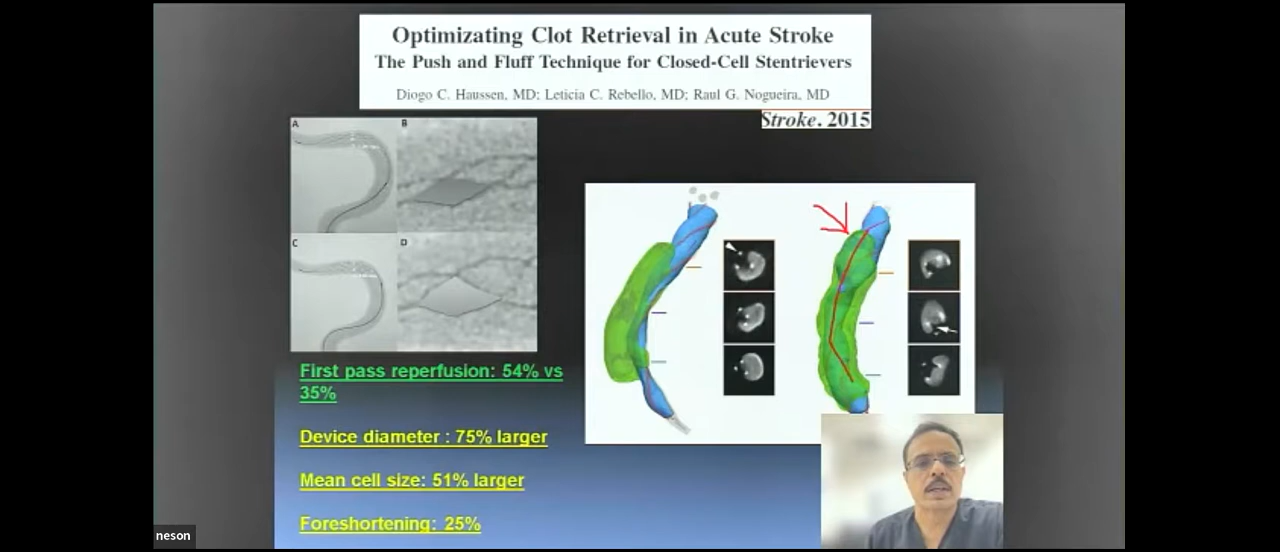 Optimizating Clot Retrieval in Acute Stroke
The Push and Fluff Technique for Closed-Cell Stentrievers
Diogo C. Haussen, MD; Leticia C. Rebello, MD; Raul G. Nogueira, MD
Stroke. 2015
A
B
C
D
First pass reperfusion: 54% vs
35%
Device diameter : 75% larger
Mean cell size: 51% larger
Foreshortening: 25%
neson